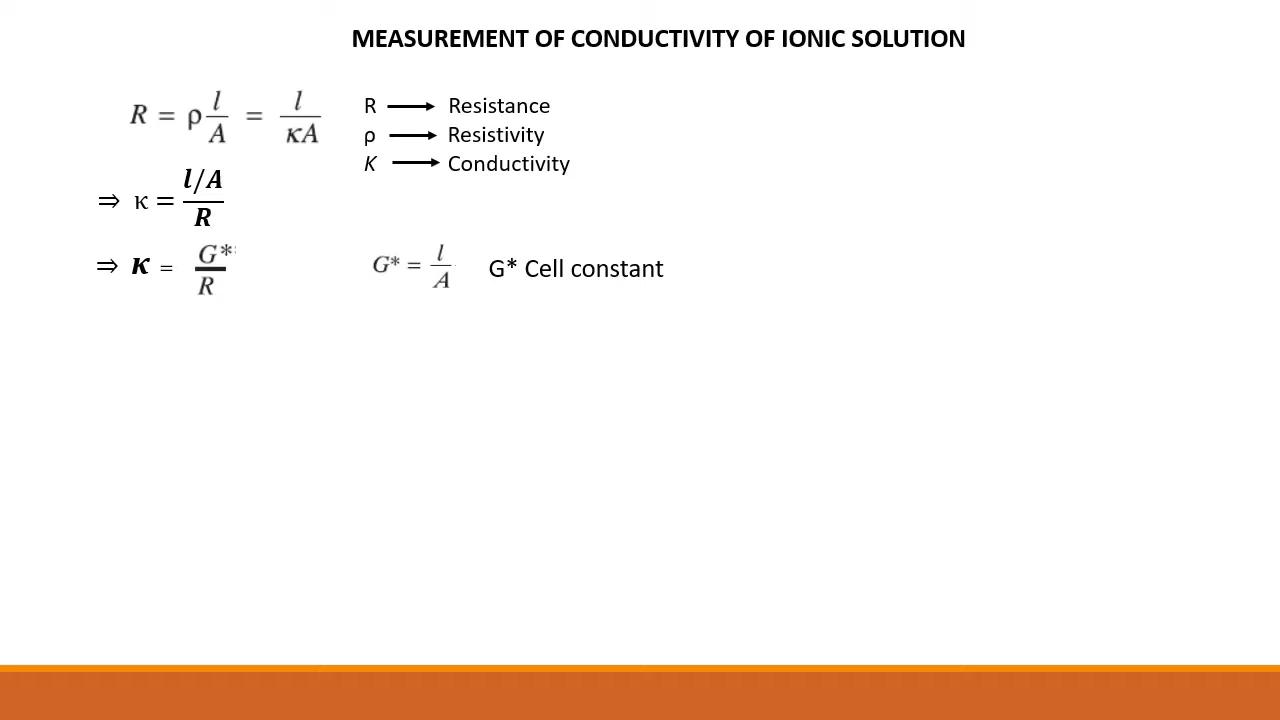 MEASUREMENT OF CONDUCTIVITY OF IONIC SOLUTION
R = ρ l/A = l/κA
R → Resistance
ρ → Resistivity
K → Conductivity
⇒ κ = l/A / R
⇒ κ = G* / R
G* = l/A G* Cell constant